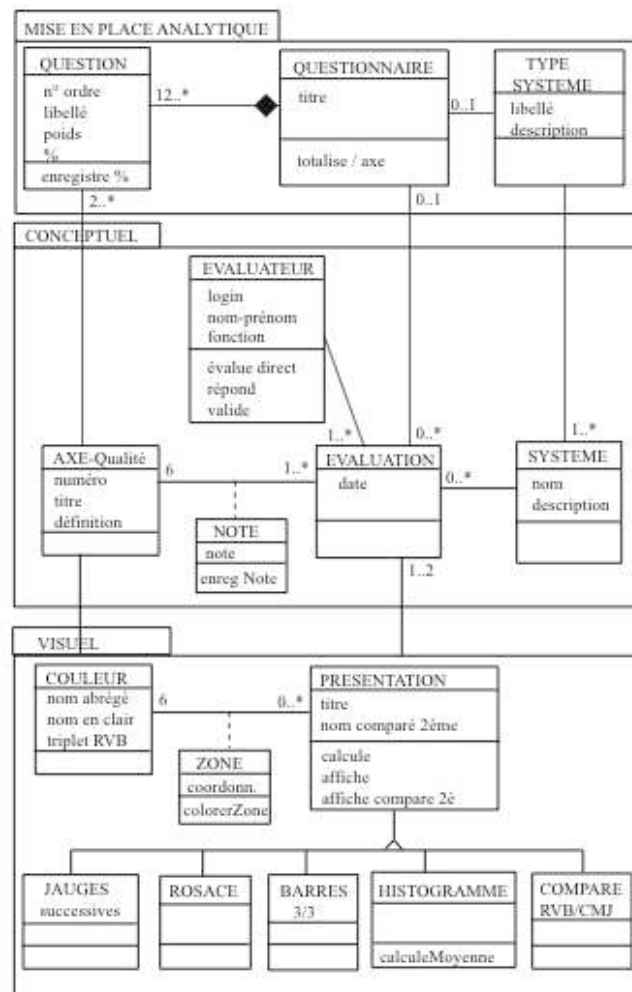 MISE EN PLACE ANALYTIQUE
QUESTION
n° ordre
libellé
poids
%
enregistre %
12..*
QUESTIONNAIRE
titre
totalise / axe
0..1
TYPE
SYSTEME
libellé
description
2..*
0..1
CONCEPTUEL
EVALUATEUR
login
nom-prénom
fonction
évalue direct
répond
valide
1..*
0..*
1..*
AXE-Qualité
numéro
titre
définition
6
1..*
EVALUATION
date
0..*
SYSTEME
nom
description
NOTE
note
enreg Note
1..2
VISUEL
COULEUR
nom abrégé
nom en clair
triplet RVB
6
0..*
PRESENTATION
titre
nom comparé 2ème
calcule
affiche
affiche compare 2è
ZONE
coordonn.
colorerZone
JAUGES
successives
ROSACE
BARRES
3/3
HISTOGRAMME
calculeMoyenne
COMPARE
RVB/CMJ